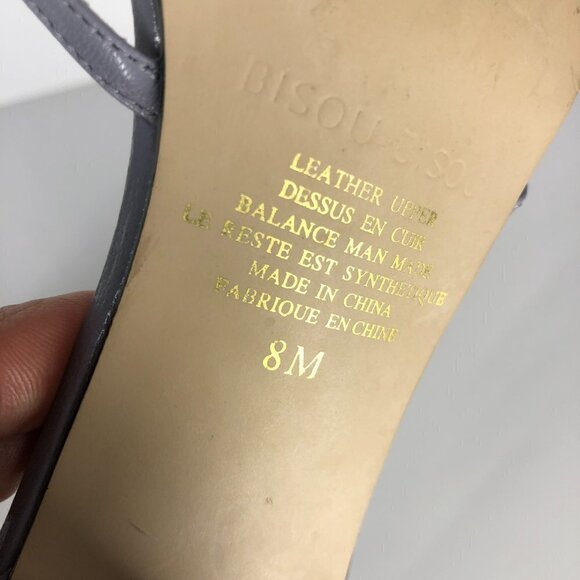 BISOU BISOU
LEATHER UPPER
DESSUS EN CUIR
BALANCE MAN MADE
LE RESTE EST SYNTHETIQUE
MADE IN CHINA
FABRIQUE EN CHINE
8M